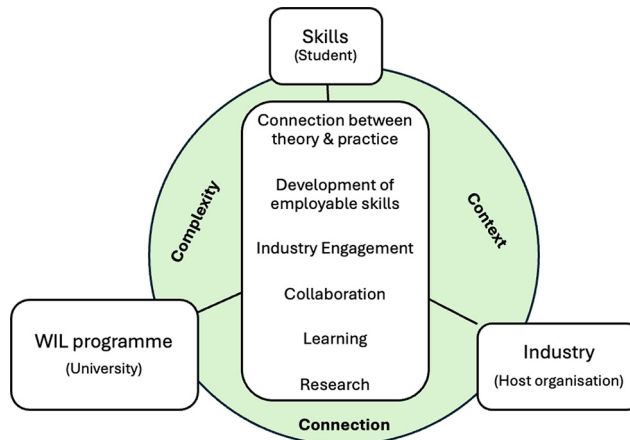 Skills
(Student)
Connection between
theory & practice
Development of
employable skills
Industry Engagement
Collaboration
Learning
Research
Complexity
Context
WIL programme
(University)
Industry
(Host organisation)
Connection